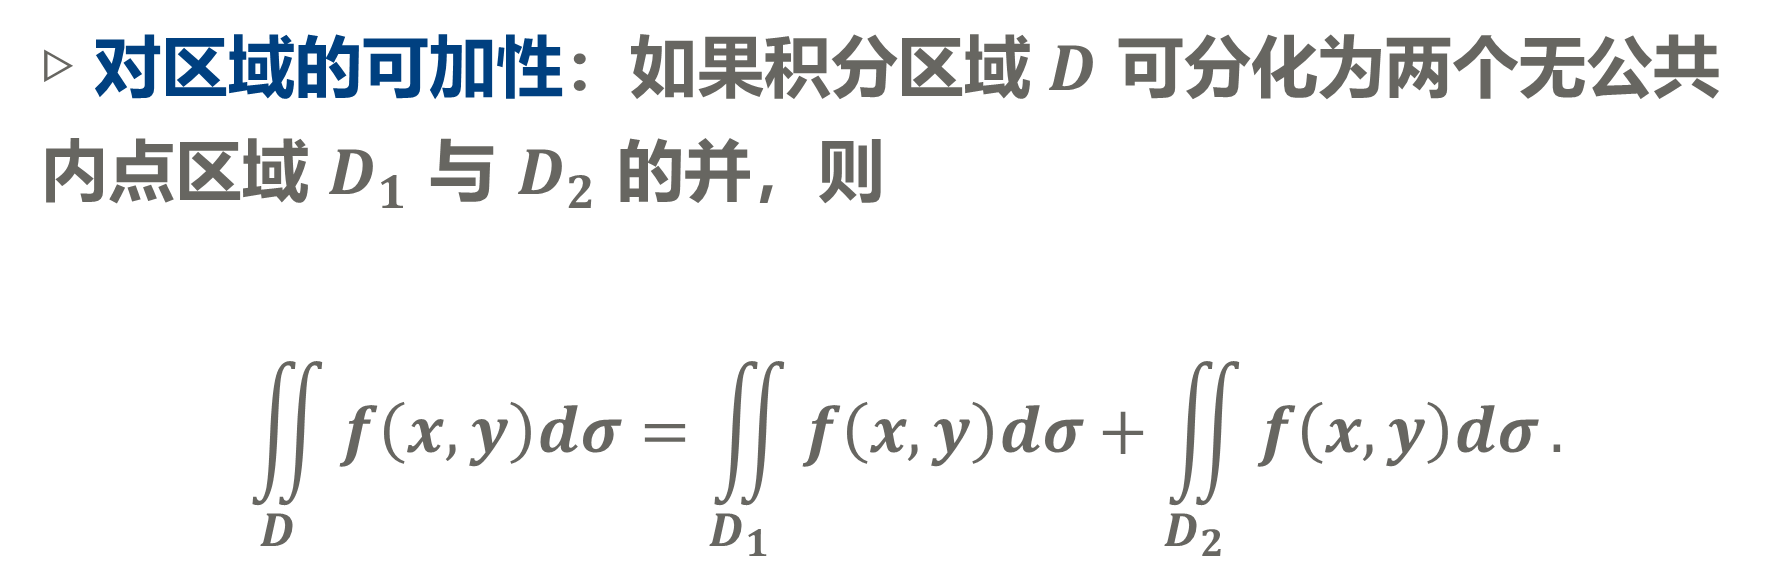 ▷ 对区域的可加性：如果积分区域 D 可分化为两个无公共
内点区域 D₁ 与 D₂ 的并，则
∬_D f(x,y)dσ = ∬_{D₁} f(x,y)dσ + ∬_{D₂} f(x,y)dσ .